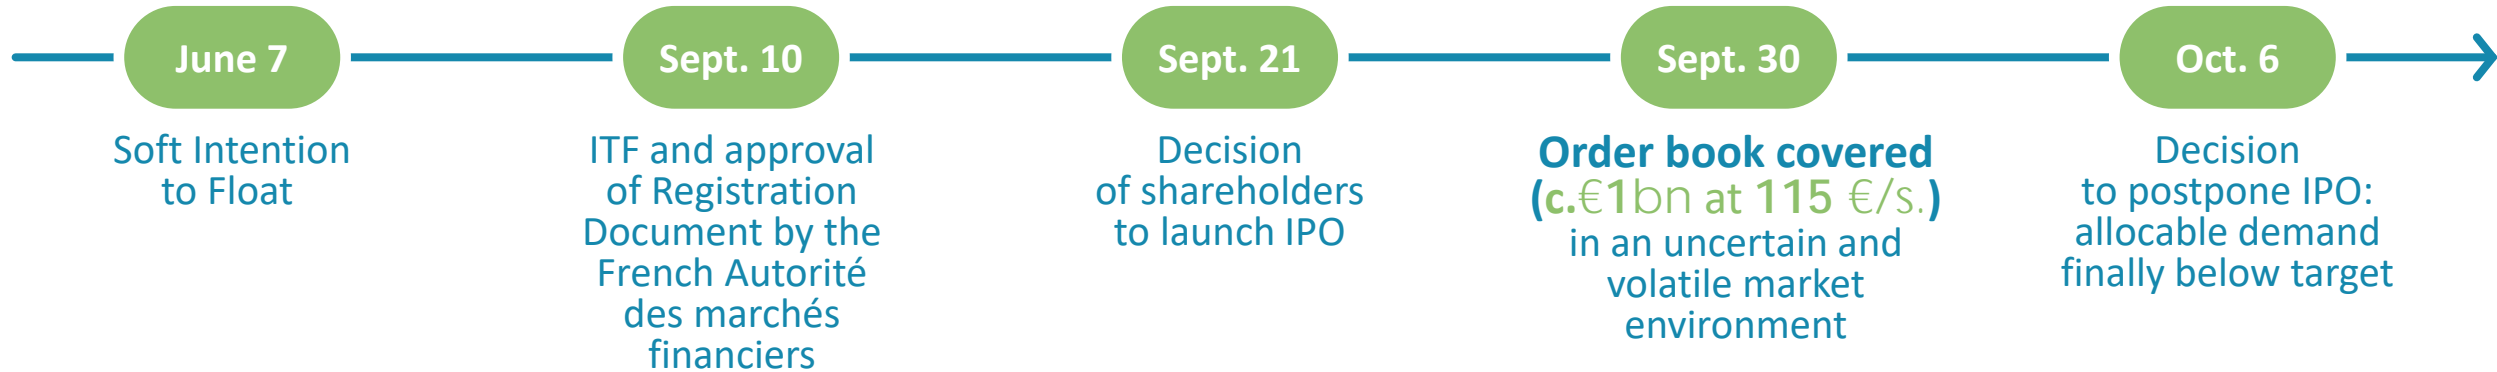 June 7
Soft Intention
to Float
Sept. 10
ITF and approval
of Registration
Document by the
French Autorité
des marchés
financiers
Sept. 21
Decision
of shareholders
to launch IPO
Sept. 30
Order book covered
(c.€1bn at 115 €/s.)
in an uncertain and
volatile market
environment
Oct. 6
Decision
to postpone IPO:
allocable demand
finally below target